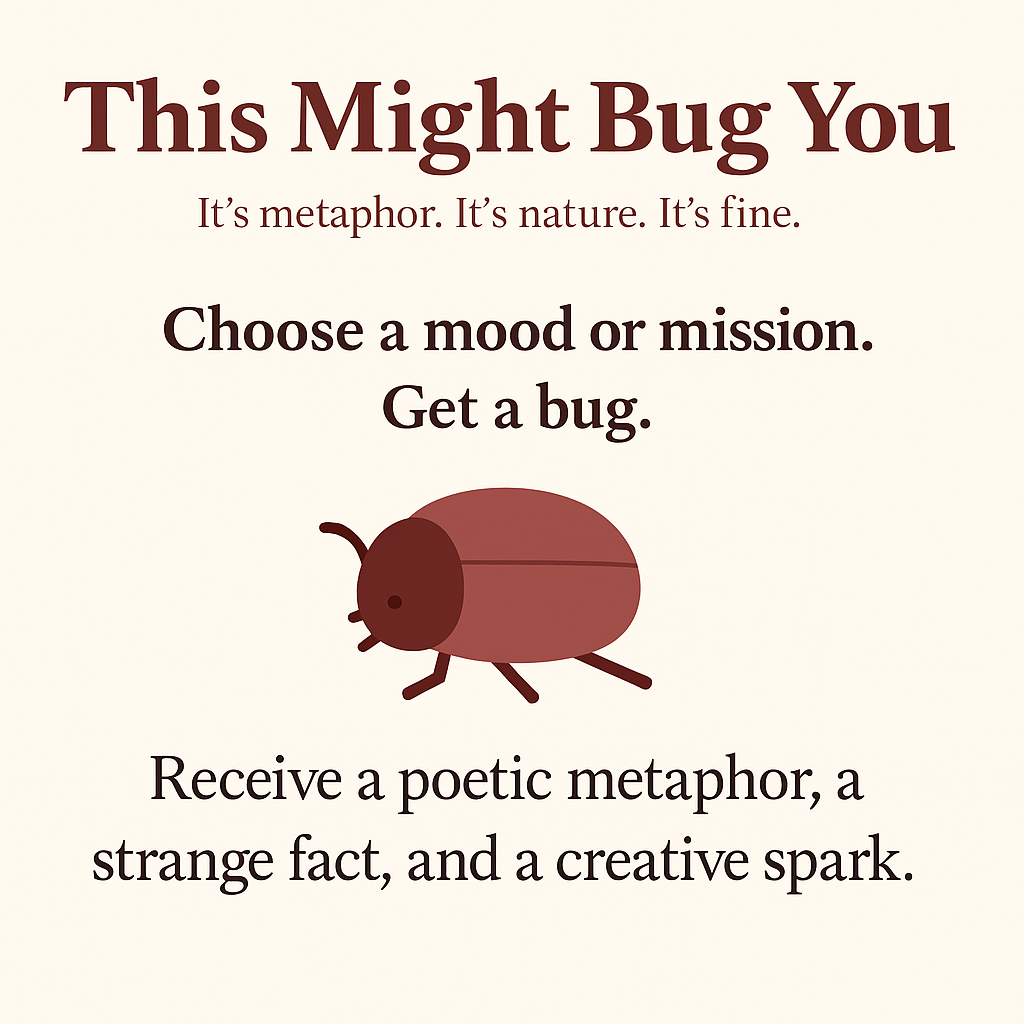 This Might Bug You
It’s metaphor. It’s nature. It’s fine.
Choose a mood or mission.
Get a bug.
Receive a poetic metaphor, a
strange fact, and a creative spark.